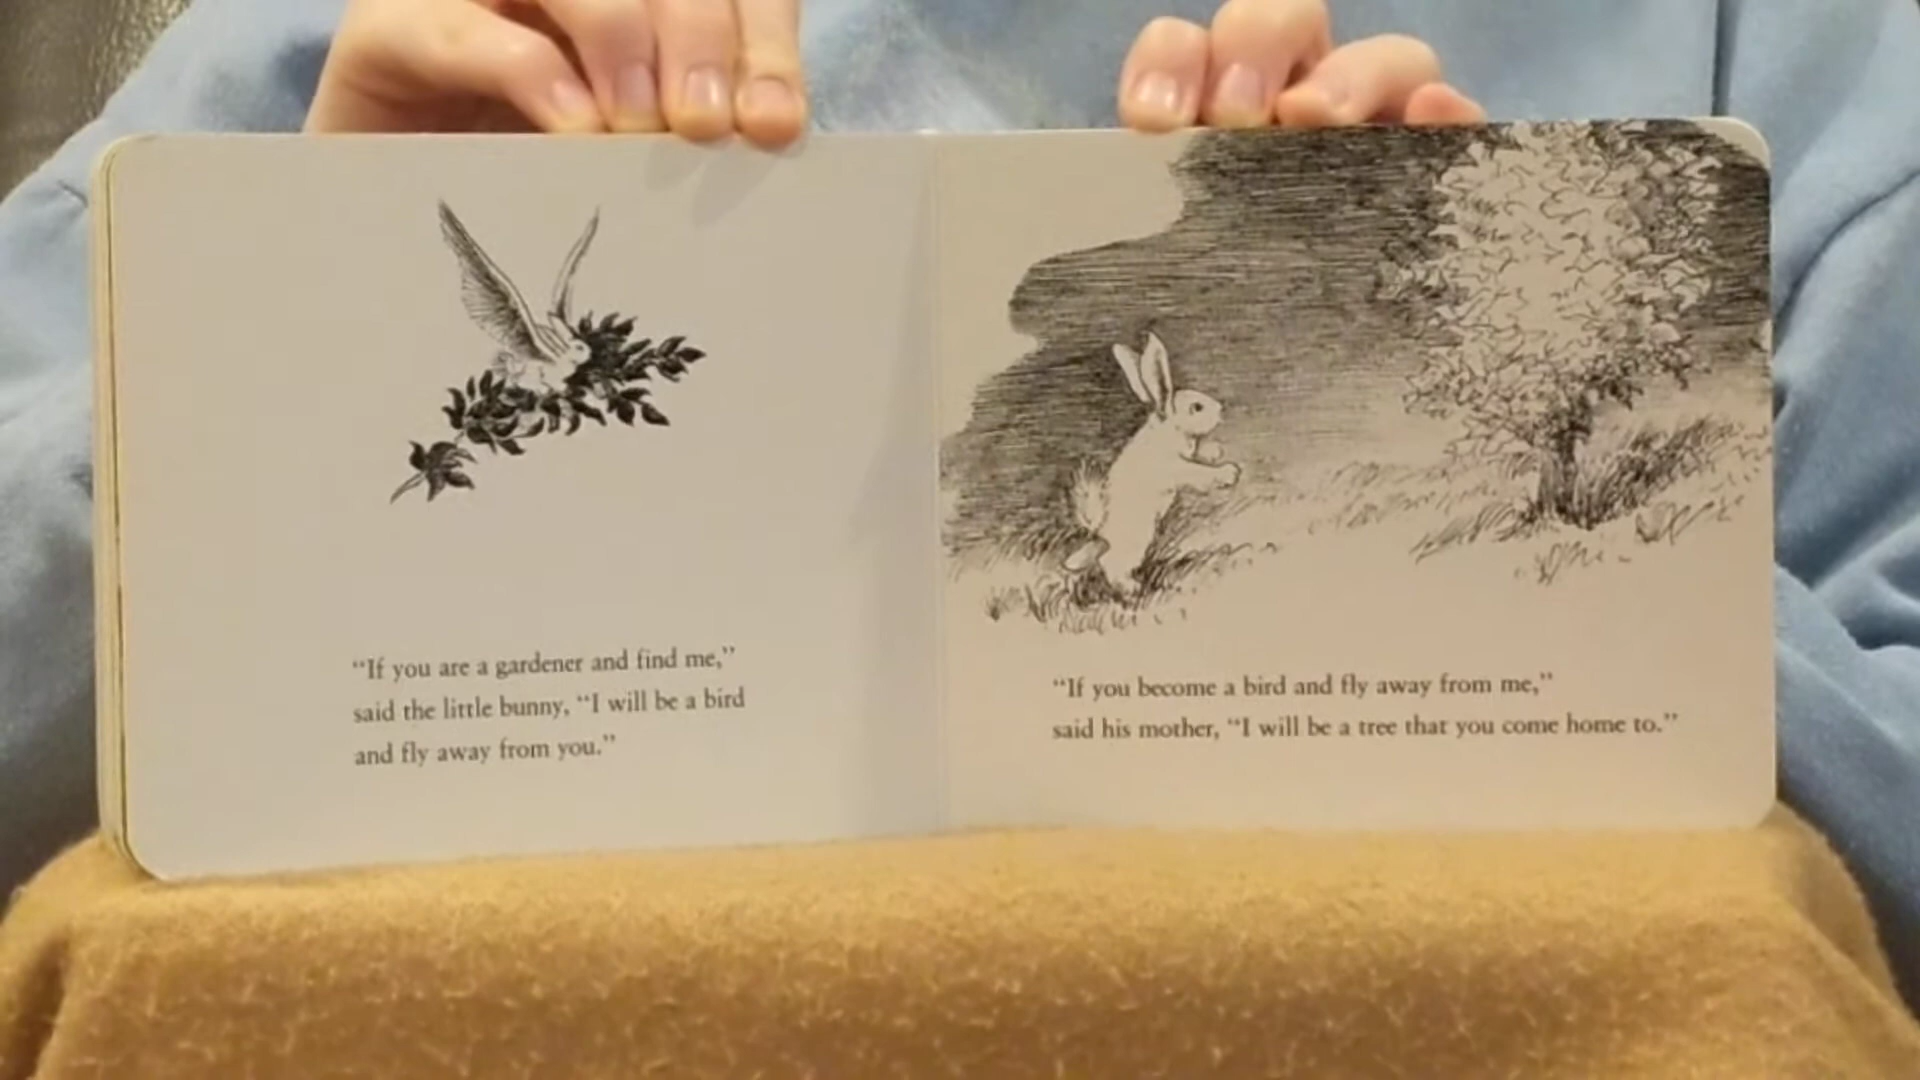 “If you are a gardener and find me,”
said the little bunny, “I will be a bird
and fly away from you.”
“If you become a bird and fly away from me,”
said his mother, “I will be a tree that you come home to.”